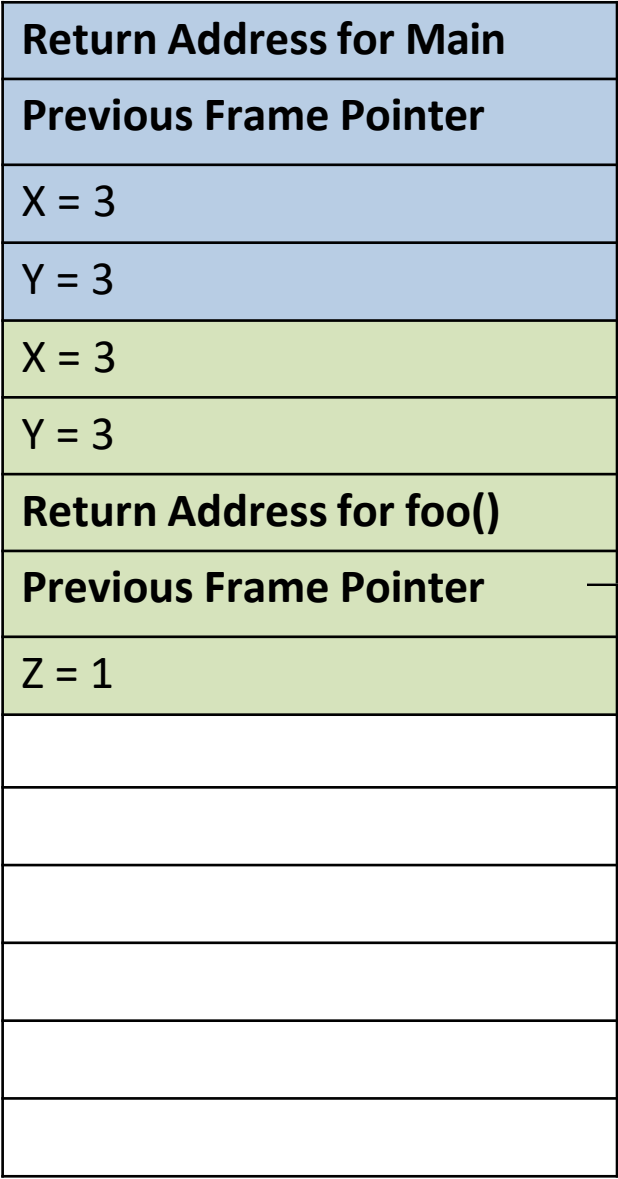 Return Address for Main
Previous Frame Pointer
X = 3
Y = 3
X = 3
Y = 3
Return Address for foo()
Previous Frame Pointer
Z = 1